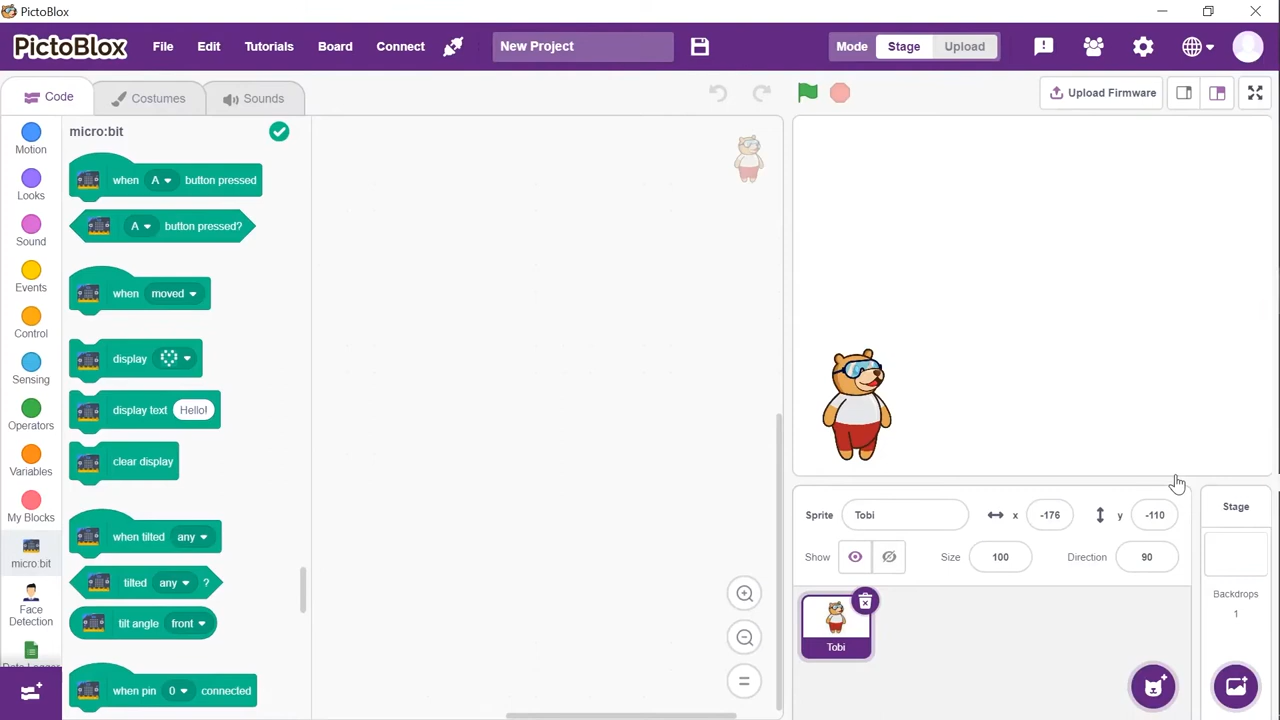 PictoBlox
PictoBlox File Edit Tutorials Board Connect New Project Mode Stage Upload
Code Costumes Sounds Upload Firmware
Motion
Looks
Sound
Events
Control
Sensing
Operators
Variables
My Blocks
micro bit
Face
Detection
Data Logger
micro:bit
when A button pressed
A button pressed?
when moved
display
display text Hello!
clear display
when tilted any
tilted any ?
tilt angle front
when pin 0 connected
Sprite Tobi x -176 y -110
Show Size 100 Direction 90
Tobi
Stage
Backdrops
1